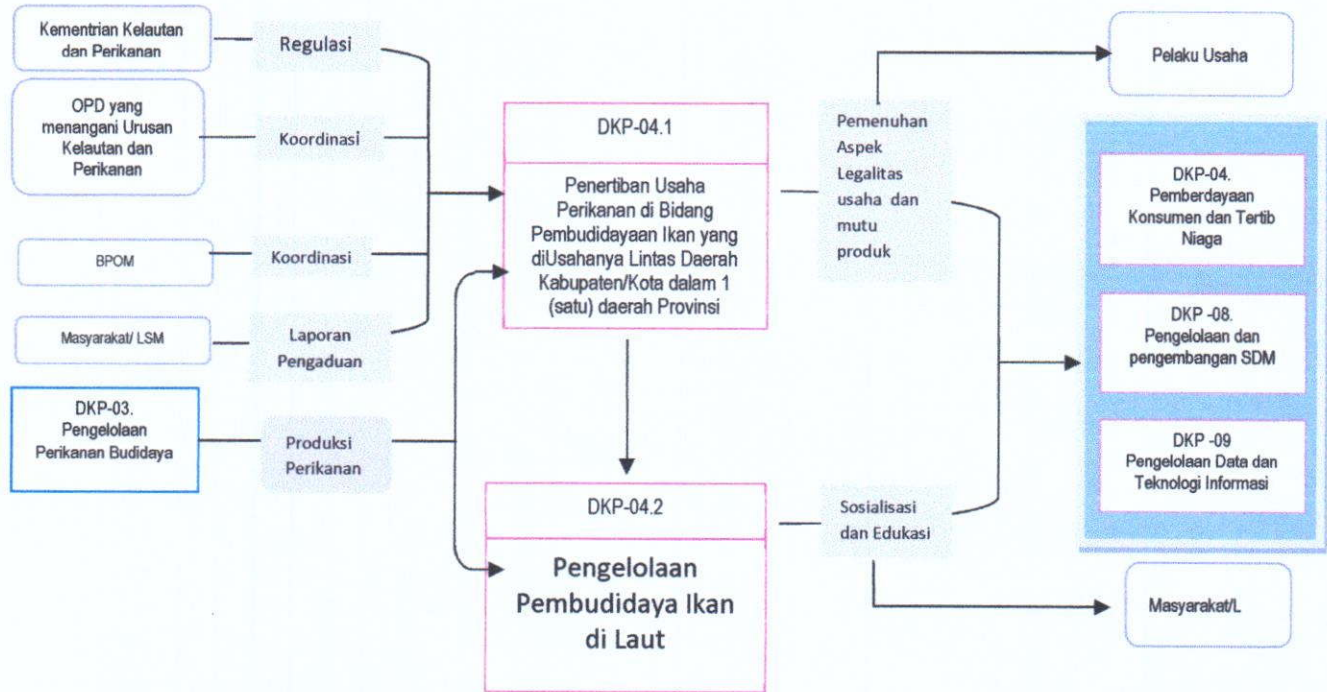 Kementrian Kelautan
dan Perikanan
Regulasi
OPD yang
menangani Urusan
Kelautan dan
Perikanan
Koordinasi
BPOM
Koordinasi
Masyarakat/ LSM
Laporan
Pengaduan
DKP-03.
Pengelolaan
Perikanan Budidaya
Produksi
Perikanan
DKP-04.1
Penertiban Usaha
Perikanan di Bidang
Pembudidayaan Ikan yang
diUsahanya Lintas Daerah
Kabupaten/Kota dalam 1
(satu) daerah Provinsi
DKP-04.2
Pengelolaan
Pembudidaya Ikan
di Laut
Pemenuhan
Aspek
Legalitas
usaha dan
mutu
produk
Sosialisasi
dan Edukasi
Pelaku Usaha
DKP-04.
Pemberdayaan
Konsumen dan Tertib
Niaga
DKP -08.
Pengelolaan dan
pengembangan SDM
DKP -09
Pengelolaan Data dan
Teknologi Informasi
Masyarakat/L